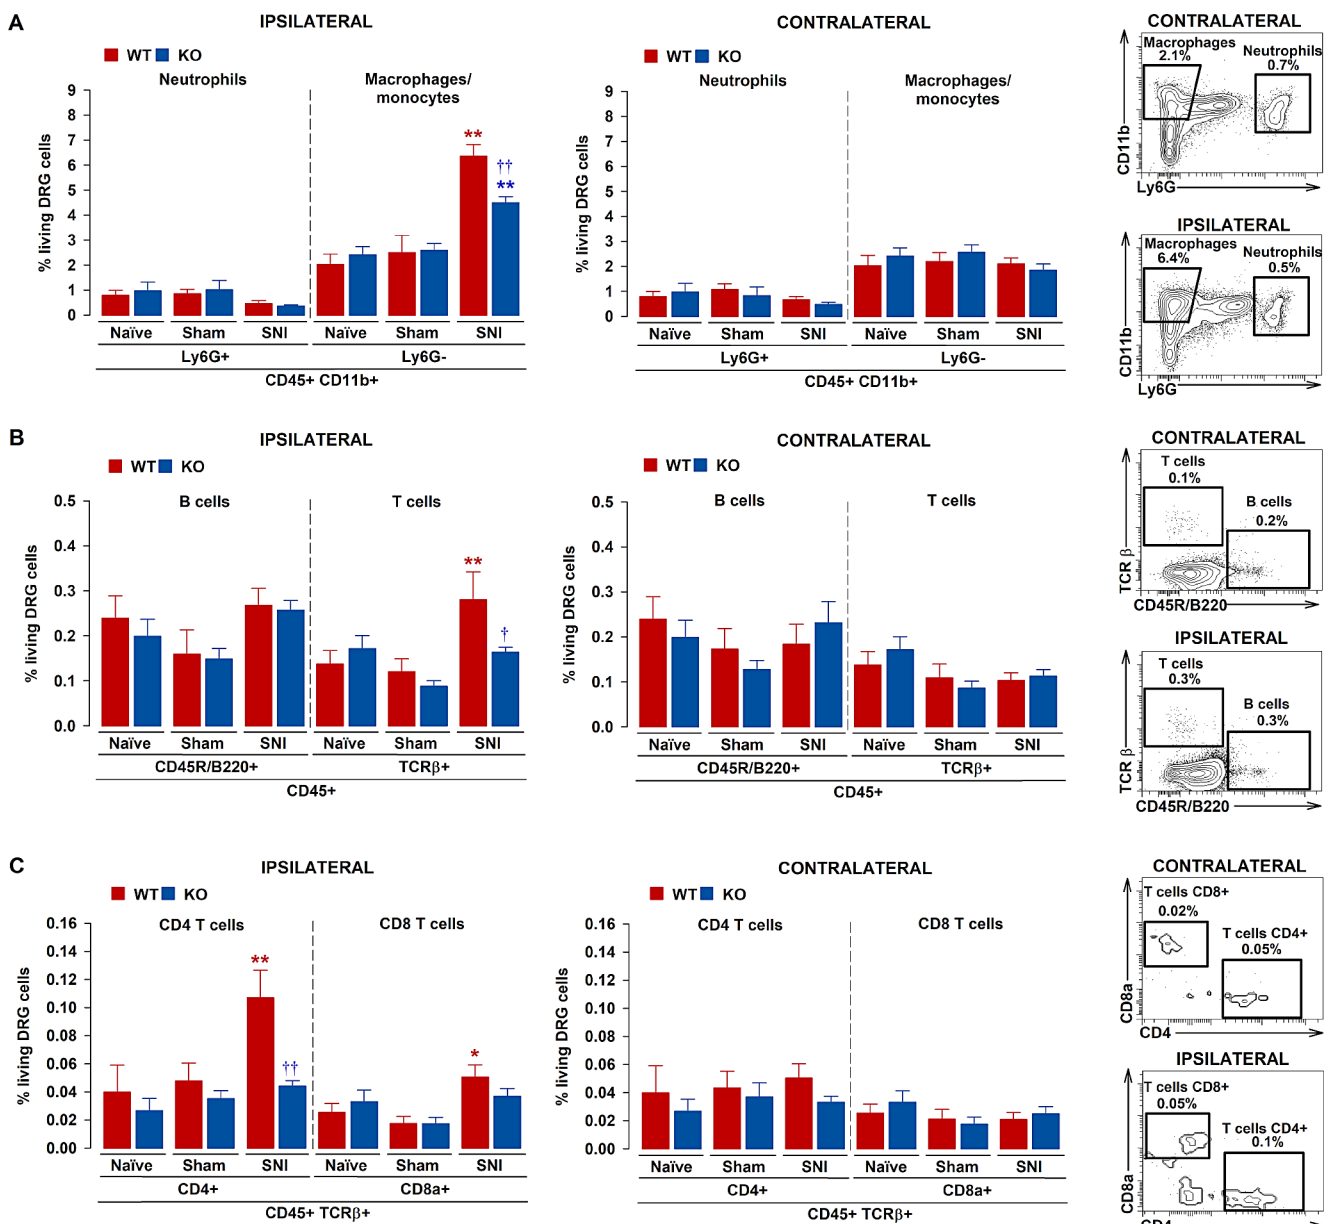 A
IPSILATERAL
WT KO
Neutrophils
Macrophages/
monocytes
% living DRG cells
9
8
7
6
5
4
3
2
1
0
**
††
**
Naïve Sham SNI Naïve Sham SNI
Ly6G+ Ly6G-
CD45+ CD11b+
CONTRALATERAL
WT KO
Neutrophils
Macrophages/
monocytes
% living DRG cells
9
8
7
6
5
4
3
2
1
0
Naïve Sham SNI Naïve Sham SNI
Ly6G+ Ly6G-
CD45+ CD11b+
CONTRALATERAL
Macrophages
2.1%
Neutrophils
0.7%
CD11b
Ly6G
IPSILATERAL
Macrophages
6.4%
Neutrophils
0.5%
CD11b
Ly6G
B
IPSILATERAL
WT KO
B cells T cells
% living DRG cells
0.5
0.4
0.3
0.2
0.1
0.0
**
†
Naïve Sham SNI Naïve Sham SNI
CD45R/B220+ TCRβ+
CD45+
CONTRALATERAL
WT KO
B cells T cells
% living DRG cells
0.5
0.4
0.3
0.2
0.1
0.0
Naïve Sham SNI Naïve Sham SNI
CD45R/B220+ TCRβ+
CD45+
CONTRALATERAL
T cells
0.1%
B cells
0.2%
TCR β
CD45R/B220
IPSILATERAL
T cells
0.3%
B cells
0.3%
TCR β
CD45R/B220
C
IPSILATERAL
WT KO
CD4 T cells CD8 T cells
% living DRG cells
0.16
0.14
0.12
0.10
0.08
0.06
0.04
0.02
0.00
**
††
*
Naïve Sham SNI Naïve Sham SNI
CD4+ CD8a+
CD45+ TCRβ+
CONTRALATERAL
WT KO
CD4 T cells CD8 T cells
% living DRG cells
0.16
0.14
0.12
0.10
0.08
0.06
0.04
0.02
0.00
Naïve Sham SNI Naïve Sham SNI
CD4+ CD8a+
CD45+ TCRβ+
CONTRALATERAL
T cells CD8+
0.02%
T cells CD4+
0.05%
CD8a
CD4
IPSILATERAL
T cells CD8+
0.05%
T cells CD4+
0.1%
CD8a
CD4